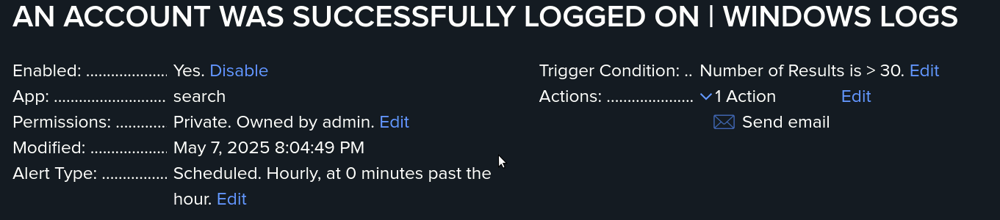 AN ACCOUNT WAS SUCCESSFULLY LOGGED ON | WINDOWS LOGS
Enabled: .................... Yes. Disable
App: ........................... search
Permissions: ............ Private. Owned by admin. Edit
Modified: ................... May 7, 2025 8:04:49 PM
Alert Type: ................ Scheduled. Hourly, at 0 minutes past the
hour. Edit
Trigger Condition: .. Number of Results is > 30. Edit
Actions: ..................... 1 Action Edit
Send email